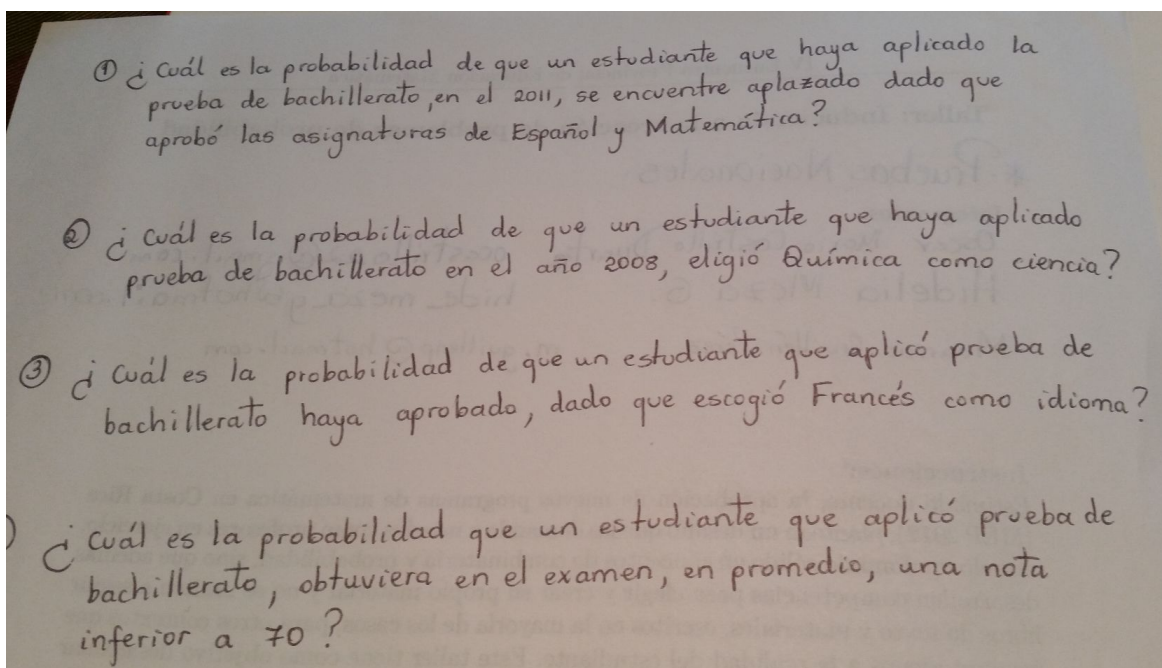 ① ¿Cuál es la probabilidad de que un estudiante que haya aplicado la
prueba de bachillerato, en el 2011, se encuentre aplazado dado que
aprobó las asignaturas de Español y Matemática?
② ¿Cuál es la probabilidad de que un estudiante que haya aplicado
prueba de bachillerato en el año 2008, eligió Química como ciencia?
③ ¿Cuál es la probabilidad de que un estudiante que aplicó prueba de
bachillerato haya aprobado, dado que escogió Francés como idioma?
) ¿Cuál es la probabilidad que un estudiante que aplicó prueba de
bachillerato, obtuviera en el examen, en promedio, una nota
inferior a 70?